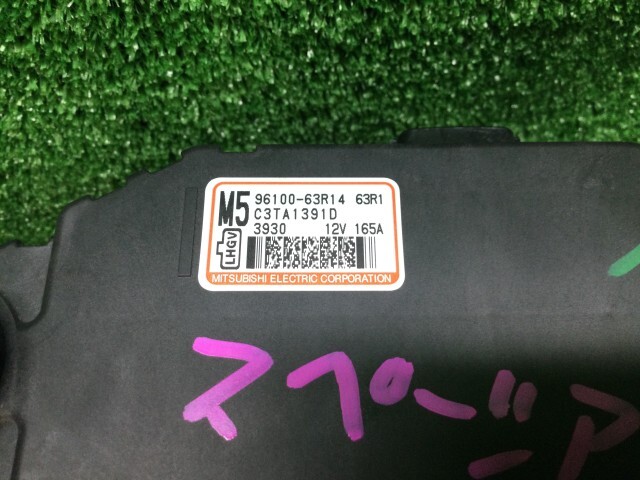 M5 96100-63R14 63R1
C3TA1391D
3930 12V 165A
LHGV
MITSUBISHI ELECTRIC CORPORATION
スペーシア